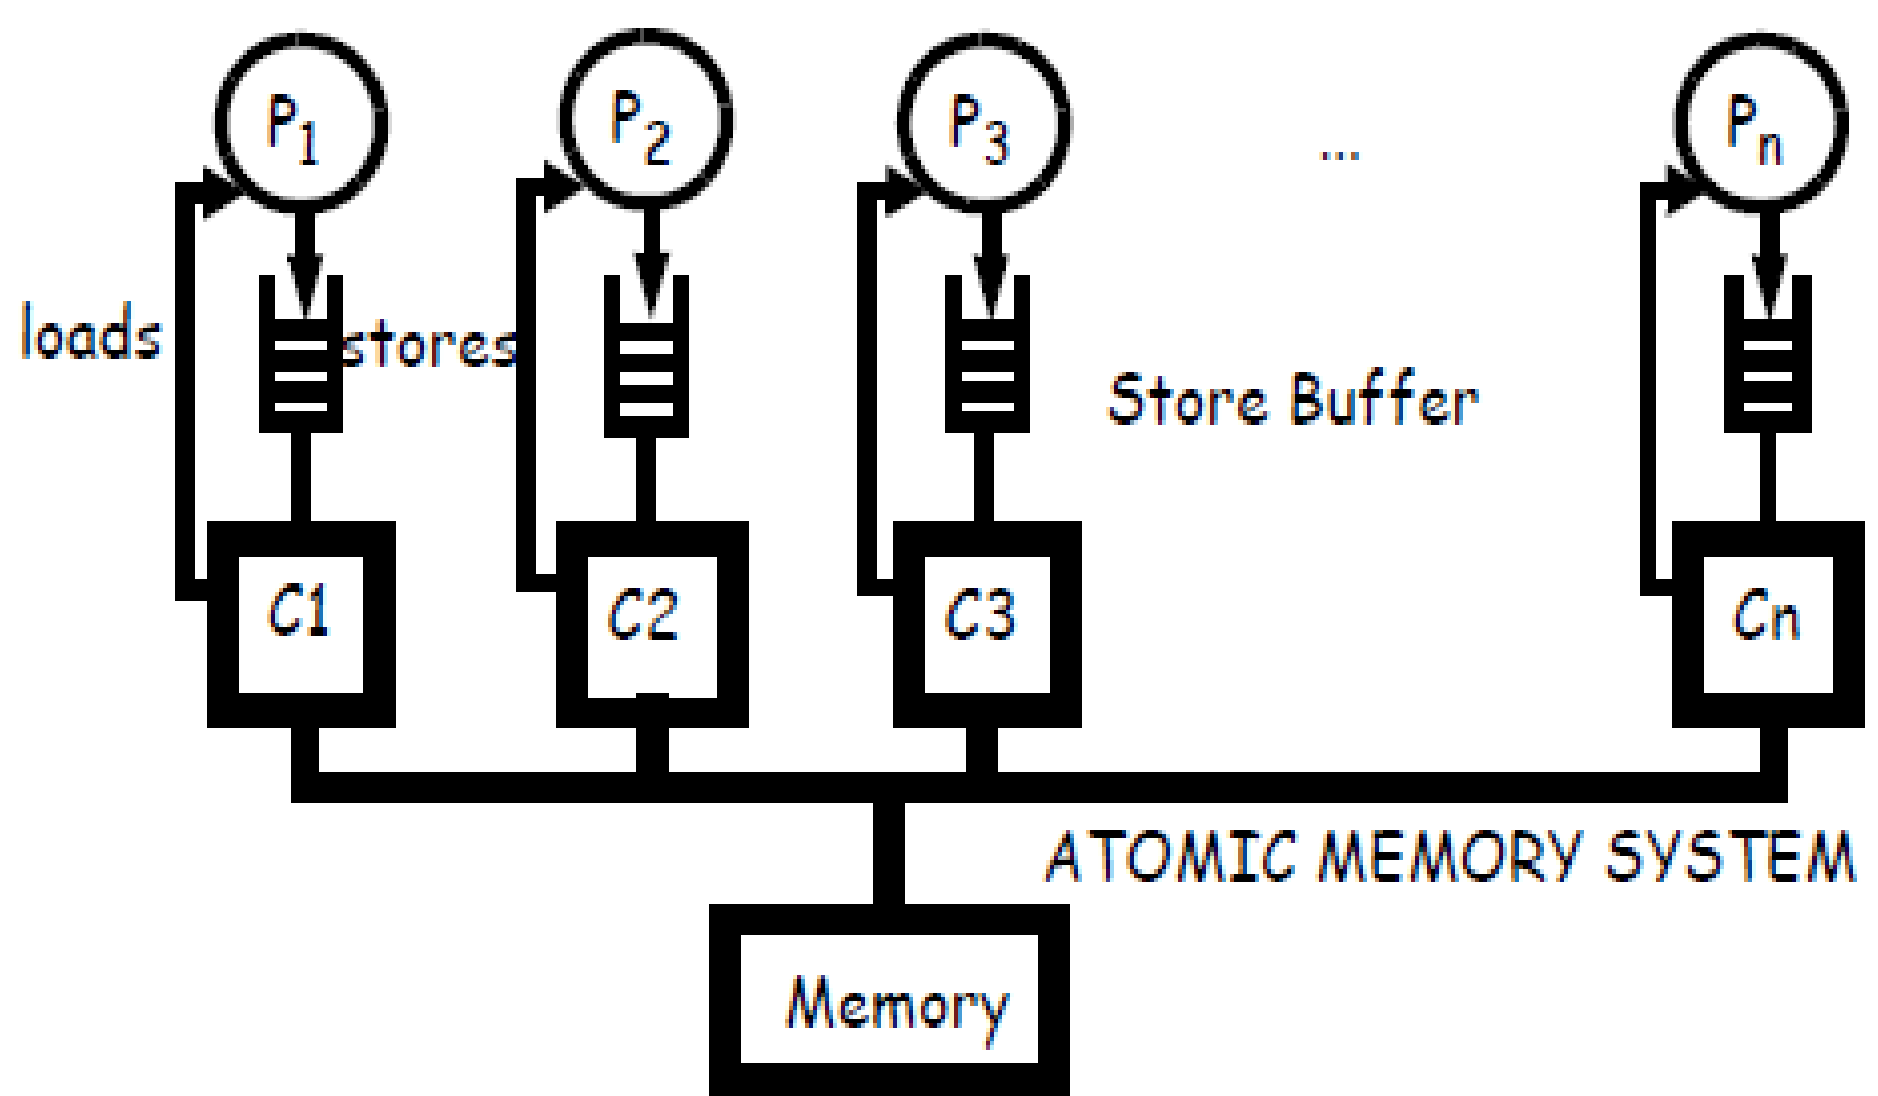 P1 P2 P3 ... Pn
loads stores
Store Buffer
C1 C2 C3 Cn
ATOMIC MEMORY SYSTEM
Memory